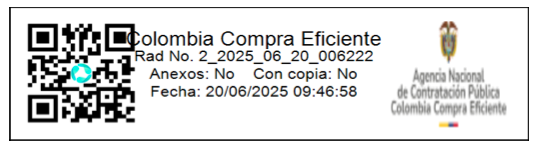 Colombia Compra Eficiente
Rad No. 2_2025_06_20_006222
Anexos: No Con copia: No
Fecha: 20/06/2025 09:46:58
Agencia Nacional
de Contratación Pública
Colombia Compra Eficiente